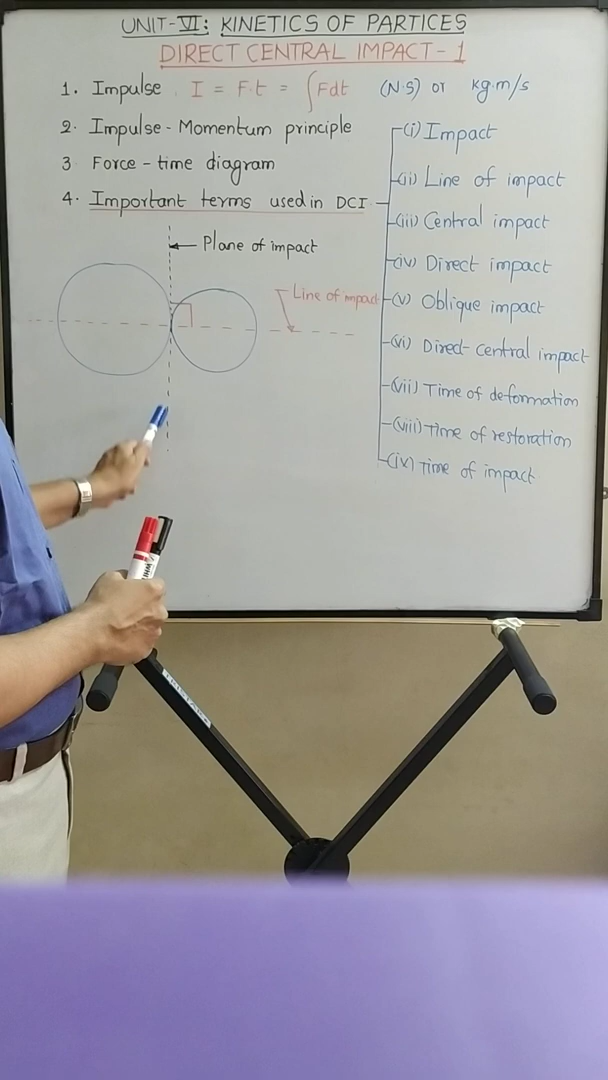 UNIT-VI: KINETICS OF PARTICES
DIRECT CENTRAL IMPACT-1
1. Impulse. I = F·t = ∫Fdt (N·s) or kg.m/s
2. Impulse-Momentum principle
3 Force-time diagram
4. Important terms used in DCI
(i) Impact
(ii) Line of impact
(iii) Central impact
(iv) Direct impact
(v) Oblique impact
(vi) Direct central impact
(vii) Time of deformation
(viii) Time of restoration
(iv) Time of impact
Plane of impact
Line of impact